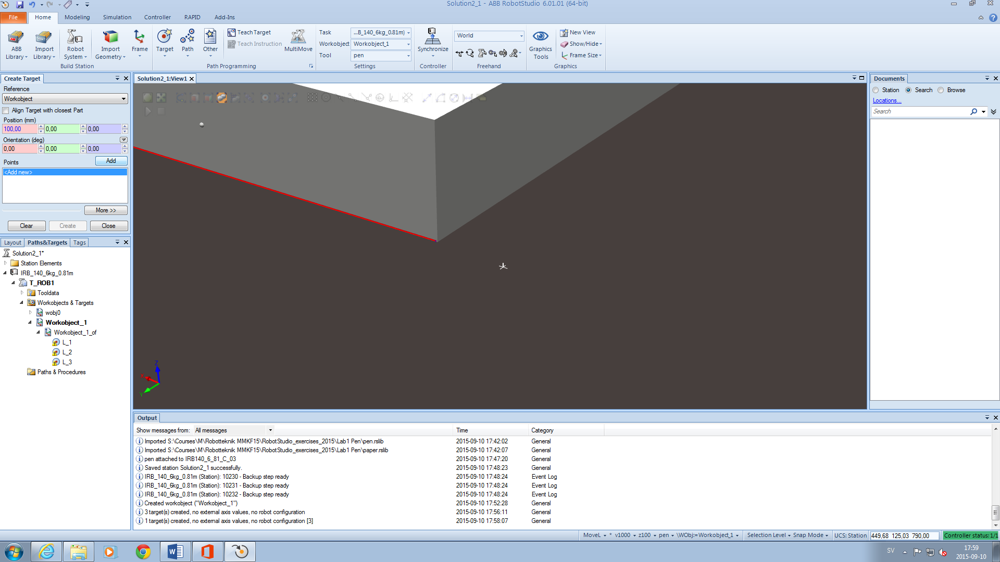 Solution2_1 - ABB RobotStudio 6.01.01 (64-bit)
File Home Modeling Simulation Controller RAPID Add-Ins
ABB Library
Import Library
Robot System
Import Geometry
Frame
Build Station
Target
Path
Other
Teach Target
Teach Instruction
MultiMove
Path Programming
Task ...B_140_6kg_0.81m)
Workobject Workobject_1
Tool pen
Settings
Synchronize
Controller
World
Freehand
Graphics Tools
New View
Show/Hide
Frame Size
Graphics
Create Target
Reference
Workobject
Align Target with closest Part
Position (mm)
100,00 0,00 0,00
Orientation (deg)
0,00 0,00 0,00
Points
Add
<Add new>
More >>
Clear Create Close
Layout Paths&Targets Tags
Solution2_1*
Station Elements
IRB_140_6kg_0.81m
T_ROB1
Tooldata
Workobjects & Targets
wobj0
Workobject_1
Workobject_1_of
L_1
L_2
L_3
Paths & Procedures
Solution2_1:View1
Z
X
Y
Documents
Station Search Browse
Locations...
Search
Output
Show messages from: All messages Time Category
Imported S:\Courses\M\Robotteknik MMKF15\RobotStudio_exercises_2015\Lab1 Pen\pen.rslib 2015-09-10 17:42:02 General
Imported S:\Courses\M\Robotteknik MMKF15\RobotStudio_exercises_2015\Lab1 Pen\paper.rslib 2015-09-10 17:42:07 General
pen attached to IRB140_6_81_C_03 2015-09-10 17:47:20 General
Saved station Solution2_1 successfully. 2015-09-10 17:48:23 General
IRB_140_6kg_0.81m (Station): 10230 - Backup step ready 2015-09-10 17:48:24 Event Log
IRB_140_6kg_0.81m (Station): 10231 - Backup step ready 2015-09-10 17:48:24 Event Log
IRB_140_6kg_0.81m (Station): 10232 - Backup step ready 2015-09-10 17:48:24 Event Log
Created workobject ("Workobject_1") 2015-09-10 17:52:28 General
3 target(s) created, no external axis values, no robot configuration 2015-09-10 17:56:11 General
1 target(s) created, no external axis values, no robot configuration [3] 2015-09-10 17:58:07 General
MoveL * v1000 z100 pen \WObj:=Workobject_1 Selection Level Snap Mode UCS: Station 449,68 125,03 790,00 Controller status: 1/1
SV
17:59
2015-09-10